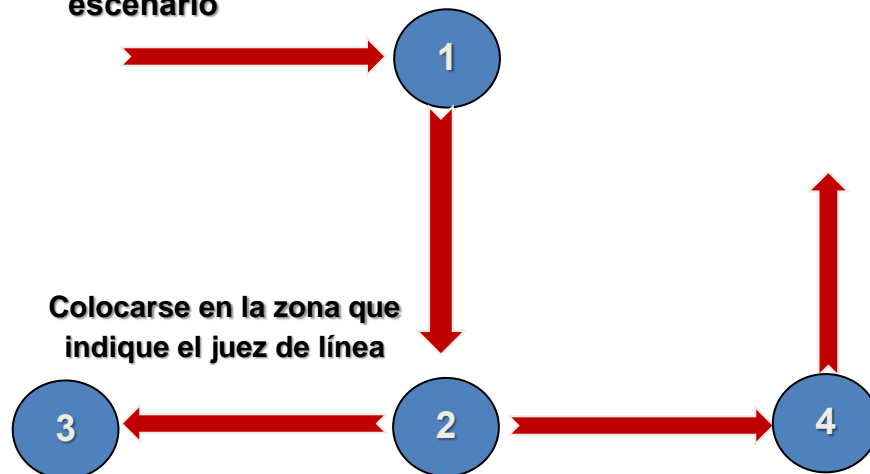 escenario
1
Colocarse en la zona que
indique el juez de línea
3
2
4